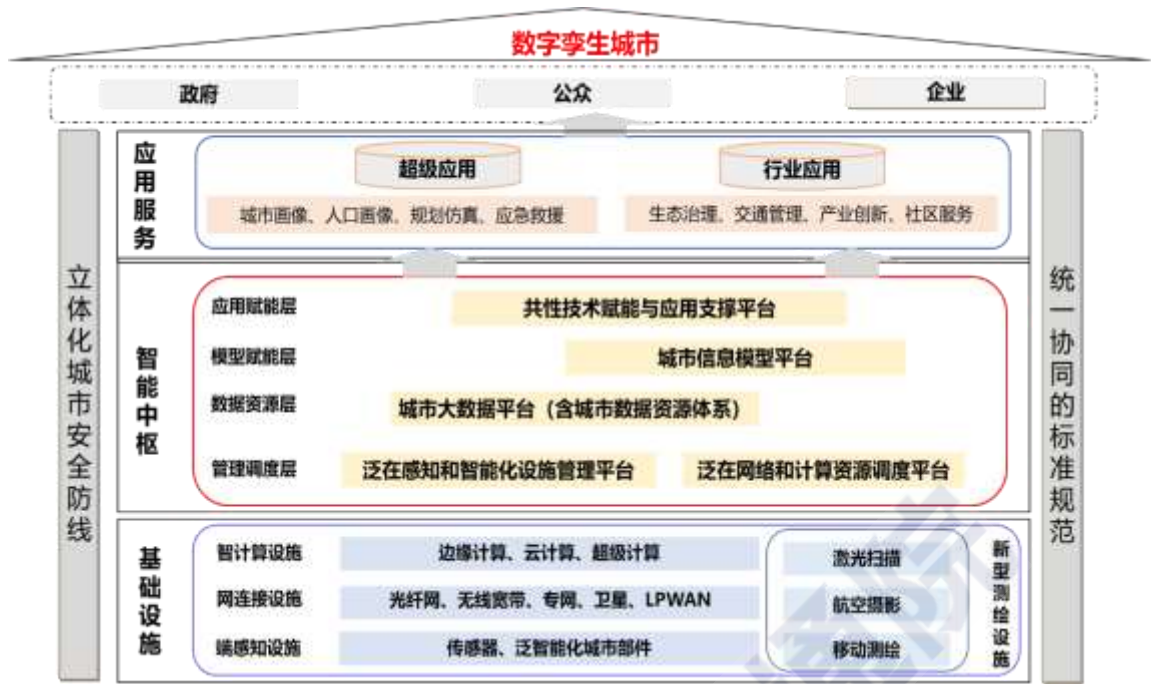 数字孪生城市
政府 公众 企业
立体化城市安全防线
应用服务
超级应用 行业应用
城市画像、人口画像、规划仿真、应急救援 生态治理、交通管理、产业创新、社区服务
智能中枢
应用赋能层 共性技术赋能与应用支撑平台
模型赋能层 城市信息模型平台
数据资源层 城市大数据平台（含城市数据资源体系）
管理调度层 泛在感知和智能化设施管理平台 泛在网络和计算资源调度平台
基础设施
智计算设施 边缘计算、云计算、超级计算 激光扫描
网连接设施 光纤网、无线宽带、专网、卫星、LPWAN 航空摄影
端感知设施 传感器、泛智能化城市部件 移动测绘
新型测绘设施
统一协同的标准规范